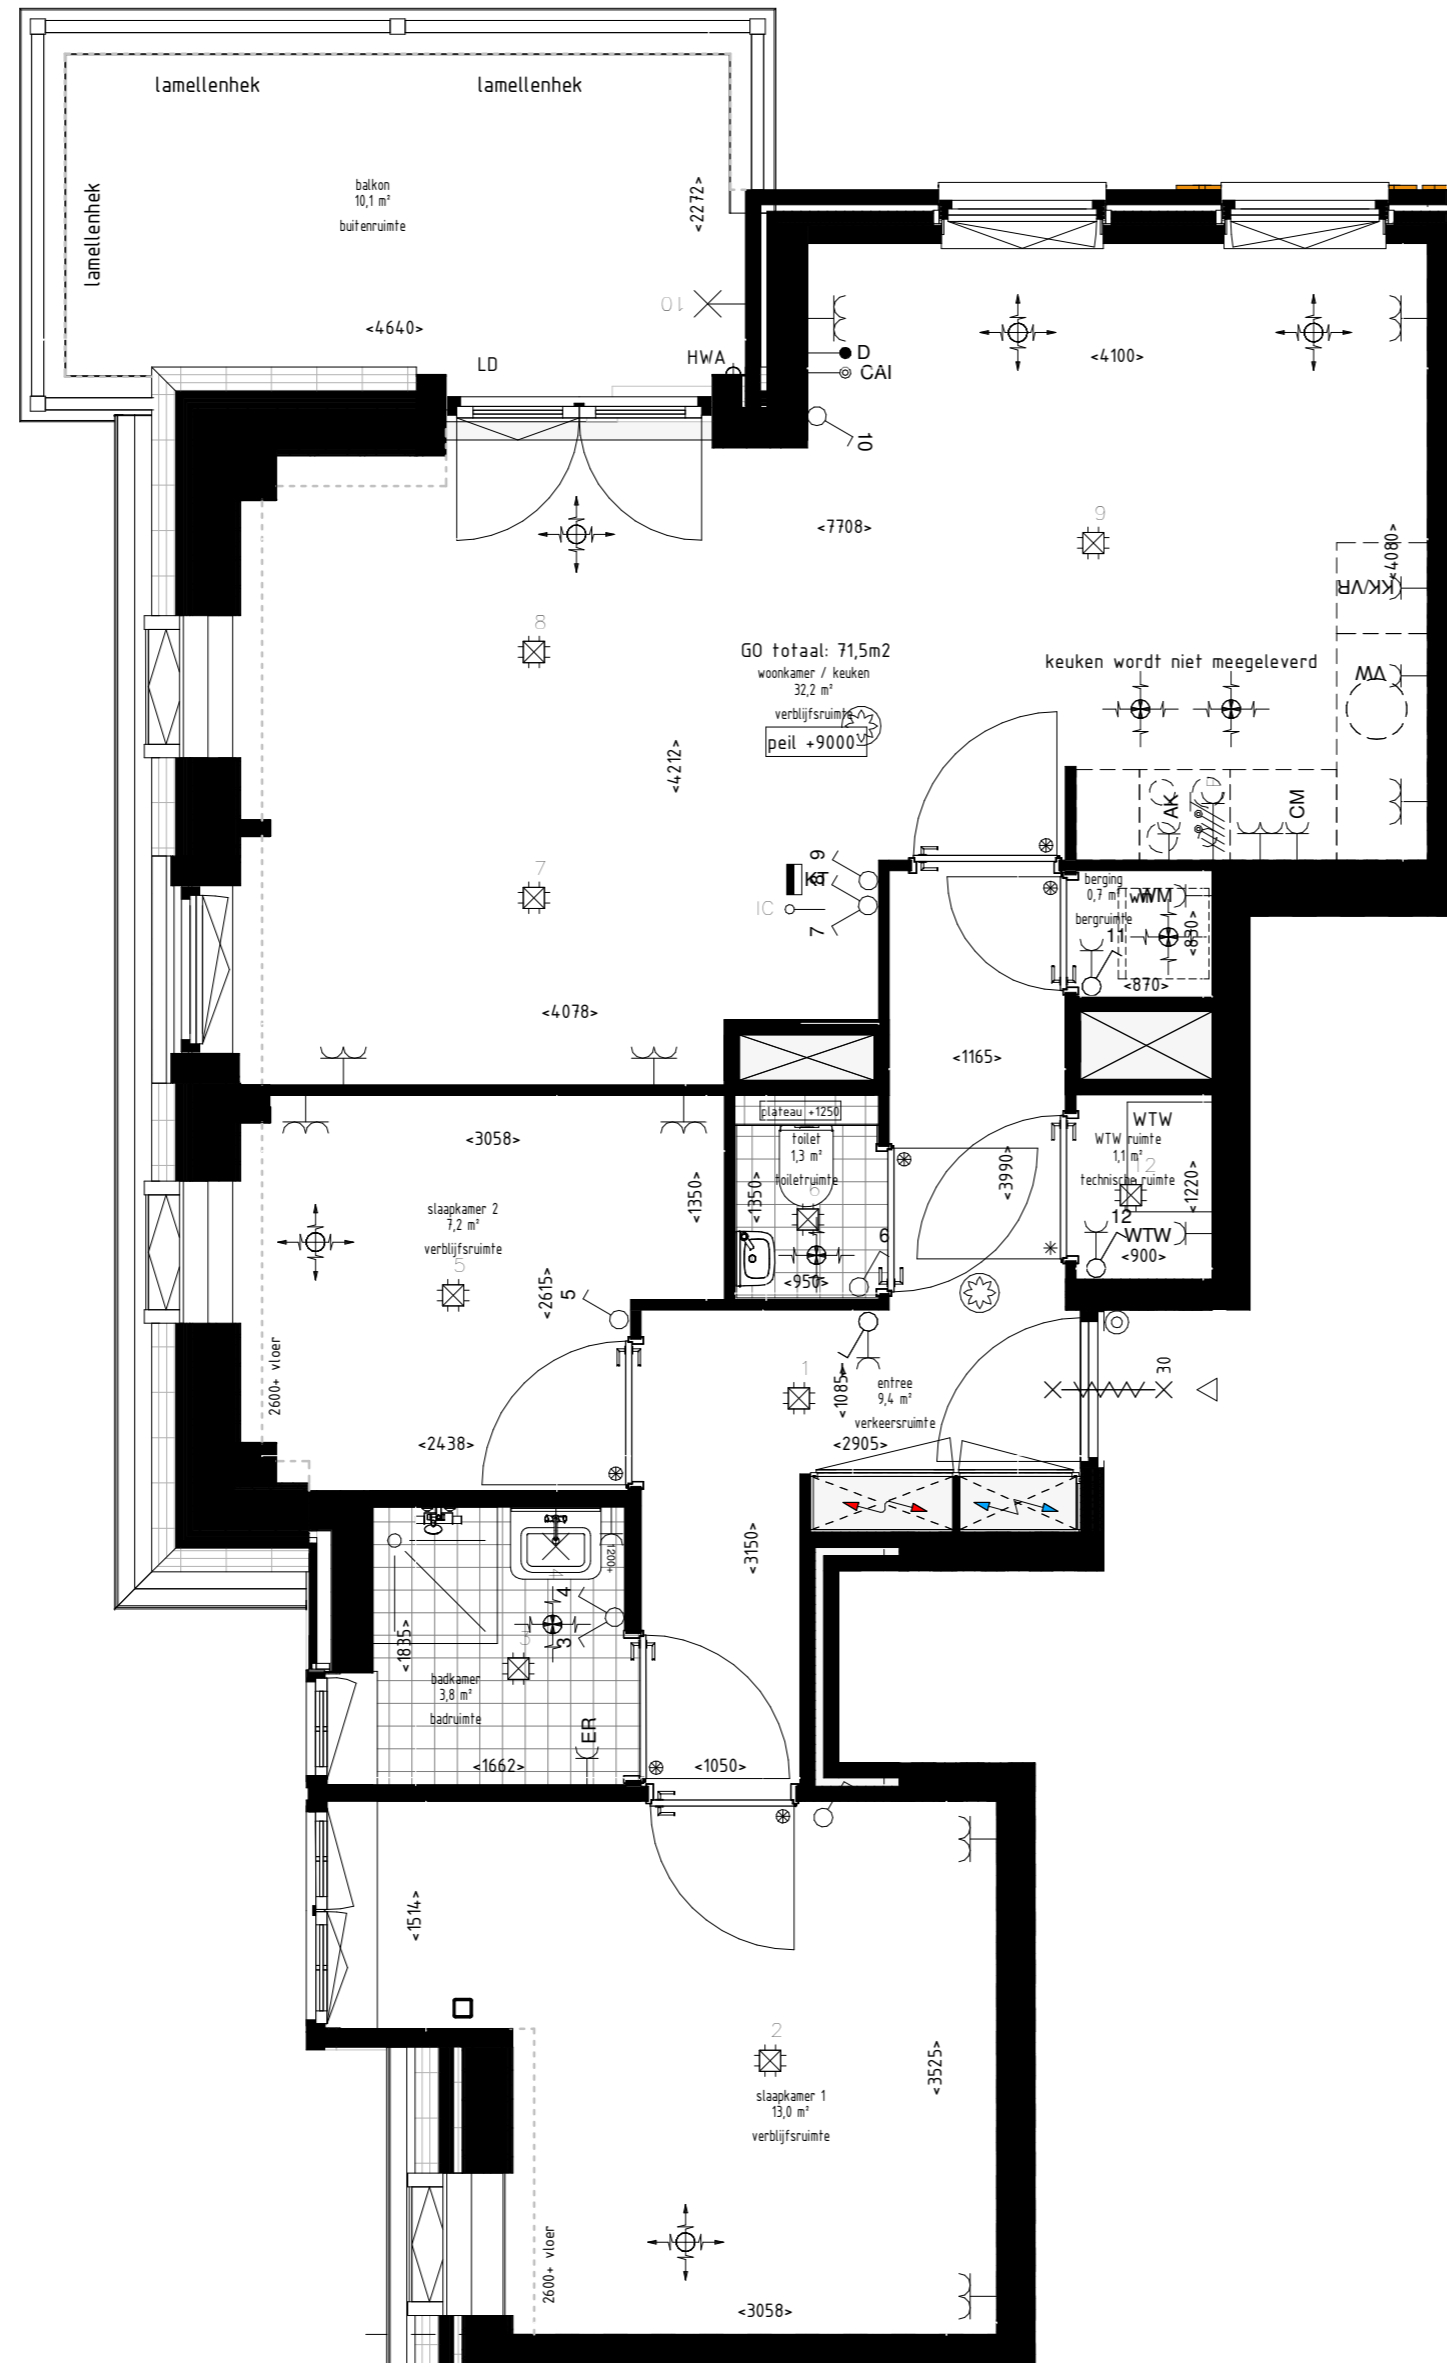 lamellenhek
lamellenhek
lamellenhek
balkon
10,1 m²
buitenruimte
<2272>
10
<4640>
LD
HWA
D
CAI
<4100>
10
<7708>
9
<4080>
KK/VR
8
GO totaal: 71,5m2
woonkamer / keuken
32,2 m²
verblijfsruimte
peil +9000
keuken wordt niet meegeleverd
VW
<4212>
AK
CM
7
9
8
KT
IC
7
berging
0,7 m²
WM
bergruimte
<830>
11
<870>
<4078>
<1165>
plateau +1250
toilet
1,3 m²
toiletruimte
<1350>
<1350>
6
6
<950>
<3990>
WTW
WTW ruimte
1,1 m²
12
technische ruimte
<1220>
12
WTW
<900>
<3058>
slaapkamer 2
7,2 m²
verblijfsruimte
5
<2615>
5
2600+ vloer
<2438>
1
1
<1085>
entree
9,4 m²
verkeersruimte
<2905>
30
<3150>
1200+
4
4
3
3
<1835>
badkamer
3,8 m²
badruimte
ER
<1662>
<1050>
<1514>
2
slaapkamer 1
13,0 m²
verblijfsruimte
<3525>
2600+ vloer
<3058>